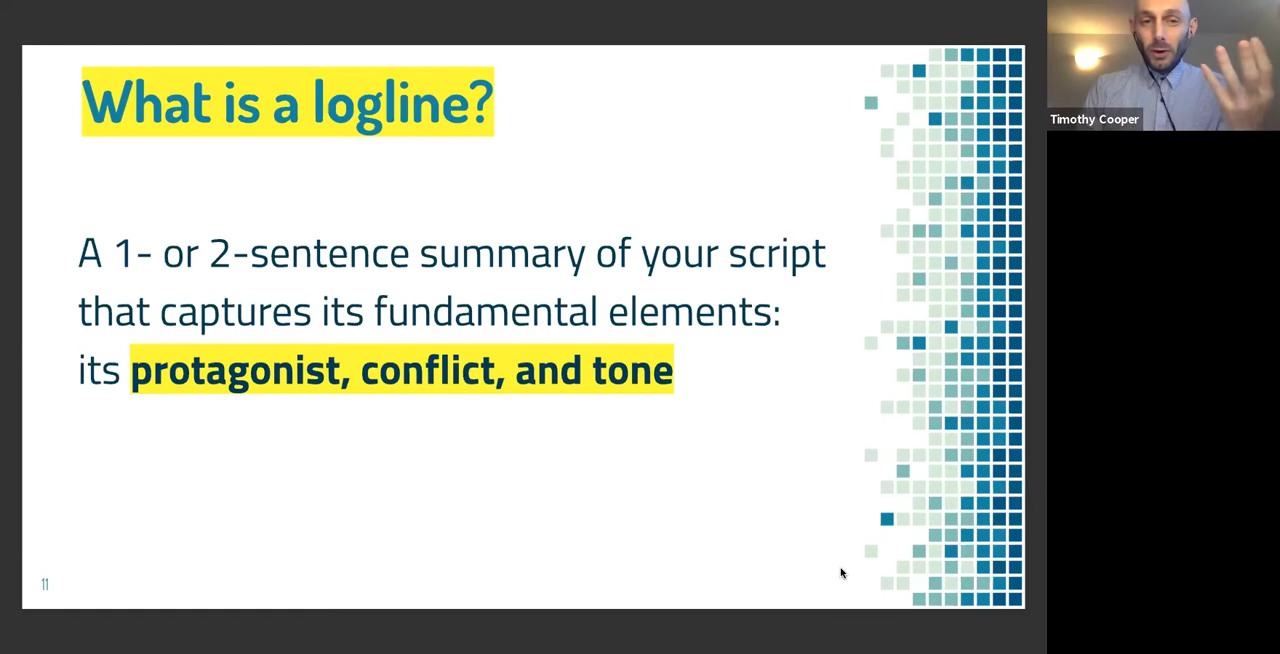 What is a logline?
A 1- or 2-sentence summary of your script
that captures its fundamental elements:
its protagonist, conflict, and tone
11
Timothy Cooper